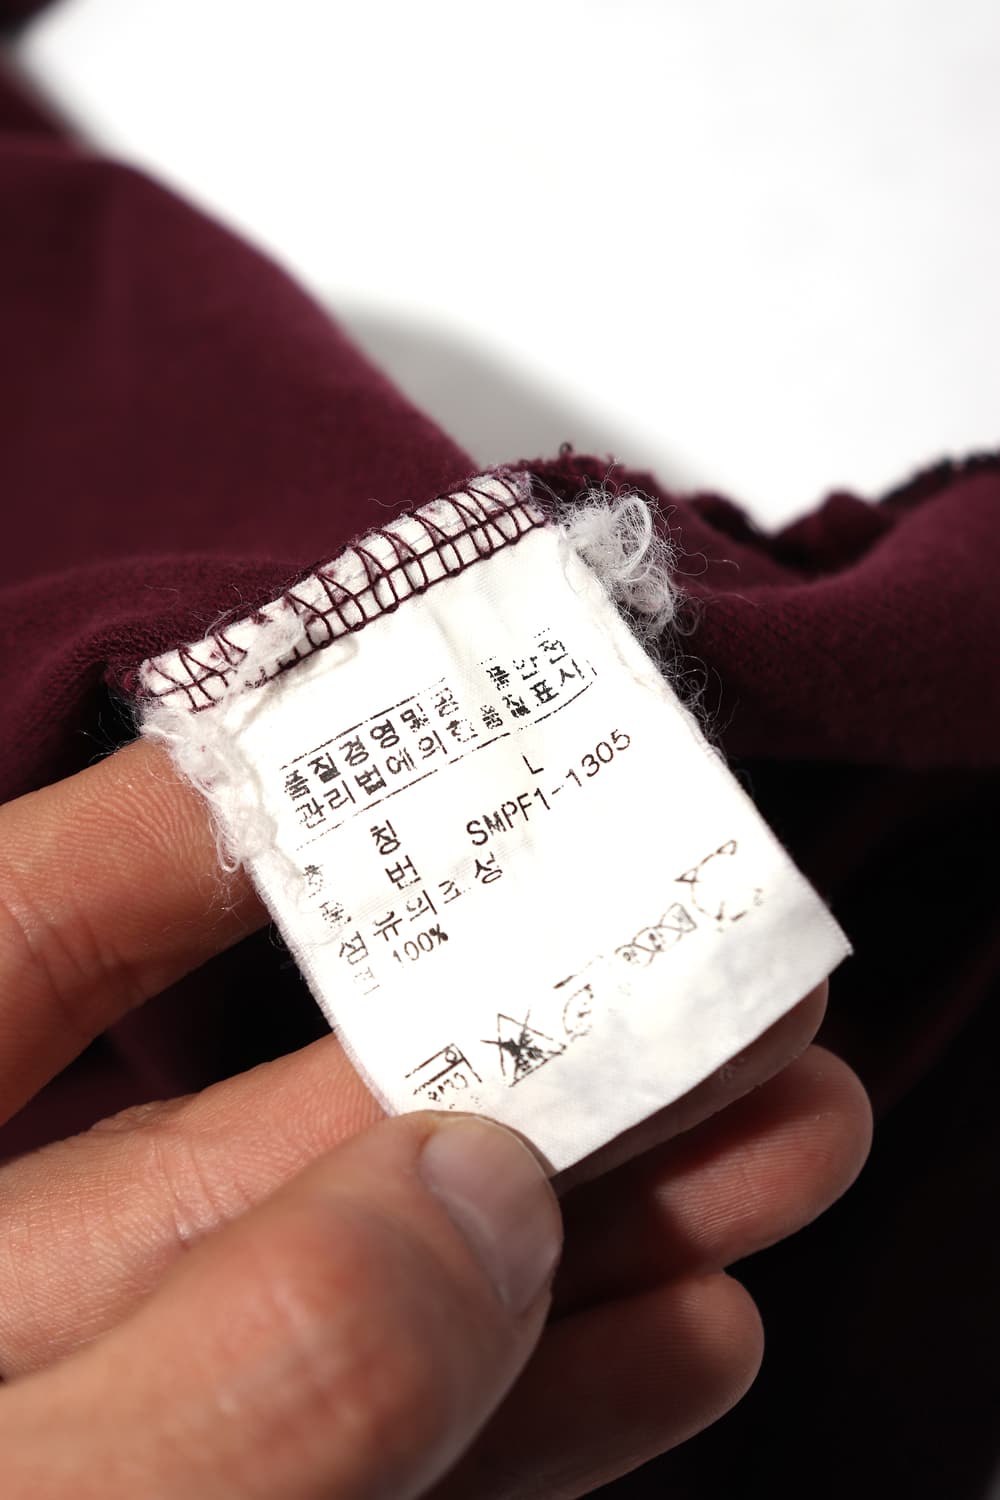 품질경영 및 공 품안전
관리법에 의한 품질표시
칭 L
번 SMPF1-1305
섬유의 조성
100%